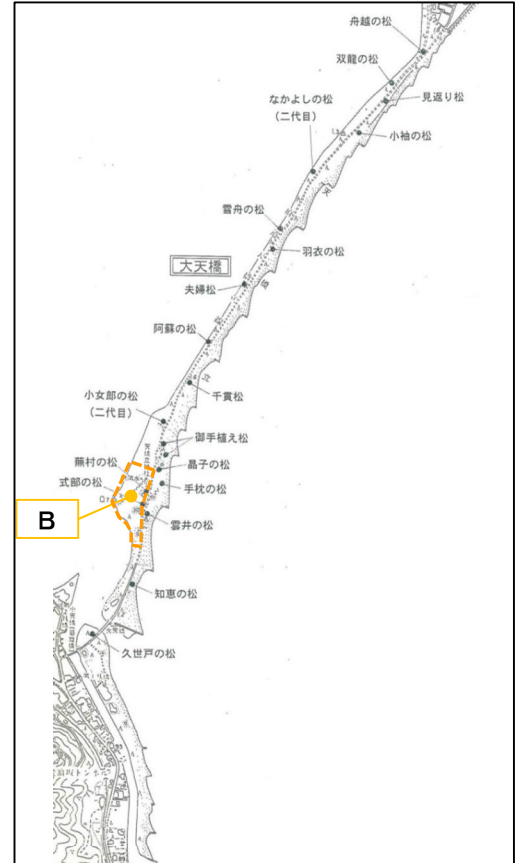 舟越の松
双龍の松
見返り松
なかよしの松
(二代目)
小袖の松
雪舟の松
羽衣の松
大天橋
夫婦松
阿蘇の松
千貫松
小女郎の松
(二代目)
御手植え松
蕪村の松
晶子の松
式部の松
手枕の松
B
雲井の松
知恵の松
久世戸の松